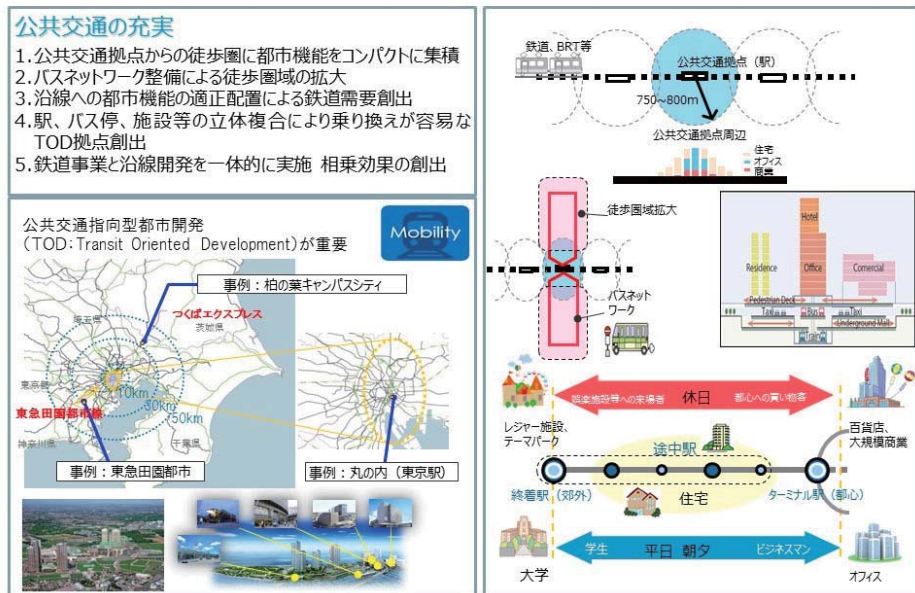 公共交通の充実
1.公共交通拠点からの徒歩圏に都市機能をコンパクトに集積
2.バスネットワーク整備による徒歩圏域の拡大
3.沿線への都市機能の適正配置による鉄道需要創出
4.駅、バス停、施設等の立体複合により乗り換えが容易な
TOD拠点創出
5.鉄道事業と沿線開発を一体的に実施 相乗効果の創出
公共交通指向型都市開発
(TOD:Transit Oriented Development)が重要
Mobility
事例:柏の葉キャンパスシティ
つくばエクスプレス
埼玉県
茨城県
東京都
10km
30km
50km
東急田園都市線
神奈川県
千葉県
事例:東急田園都市
事例:丸の内(東京駅)
鉄道、BRT等
公共交通拠点(駅)
750~800m
公共交通拠点周辺
住宅
オフィス
商業
徒歩圏域拡大
バスネット
ワーク
Hotel
Residence
Office
Comercial
Pedestrian Deck
Taxi
Bus
Taxi
Underground Mall
Train
娯楽施設等への来場者
休日
都心への買い物客
レジャー施設、
テーマパーク
百貨店、
大規模商業
途中駅
終着駅(郊外)
住宅
ターミナル駅(都心)
学生
平日 朝夕
ビジネスマン
大学
オフィス